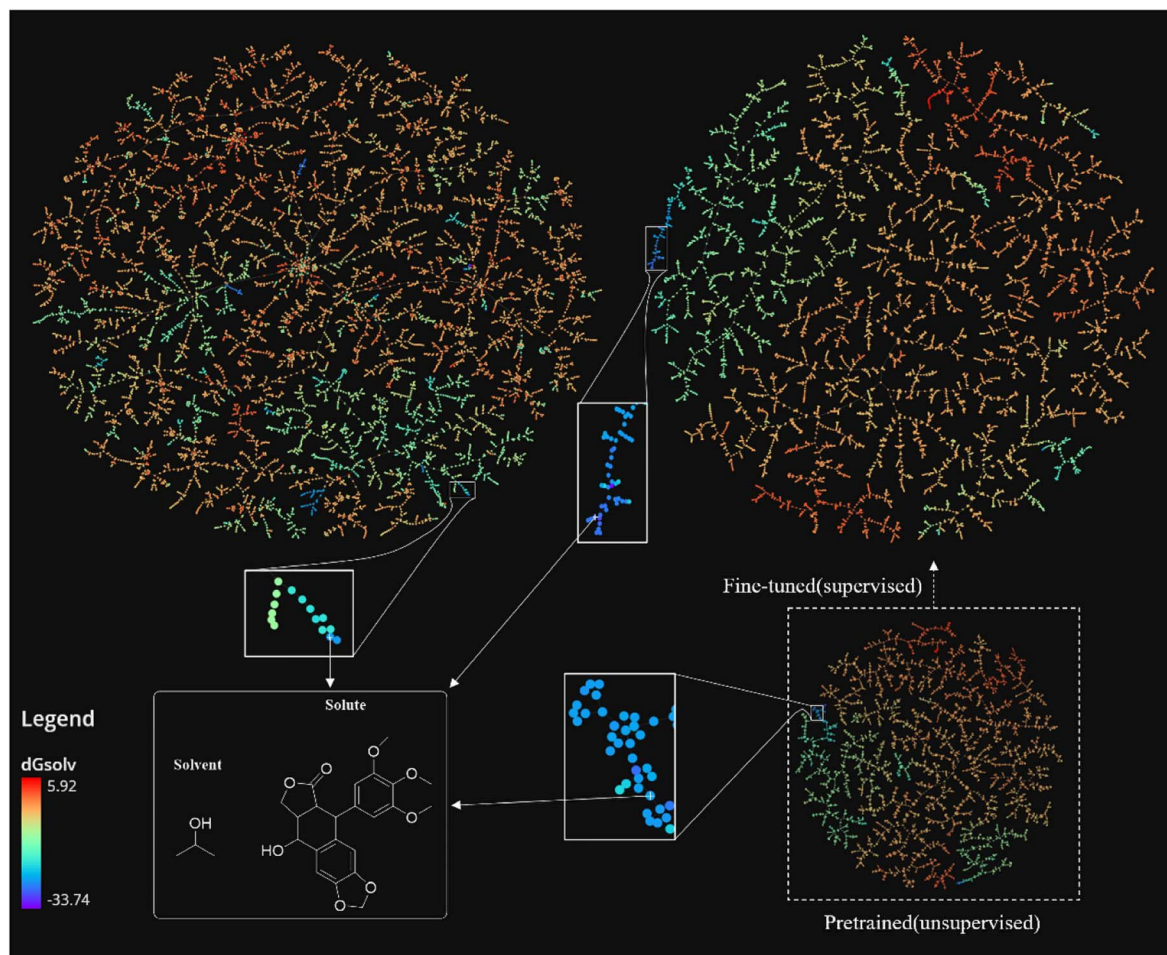 Fine-tuned(supervised)
Solute
Legend
dGsolv
5.92
-33.74
Solvent
OH
O
O
O
O
O
HO
O
O
Pretrained(unsupervised)